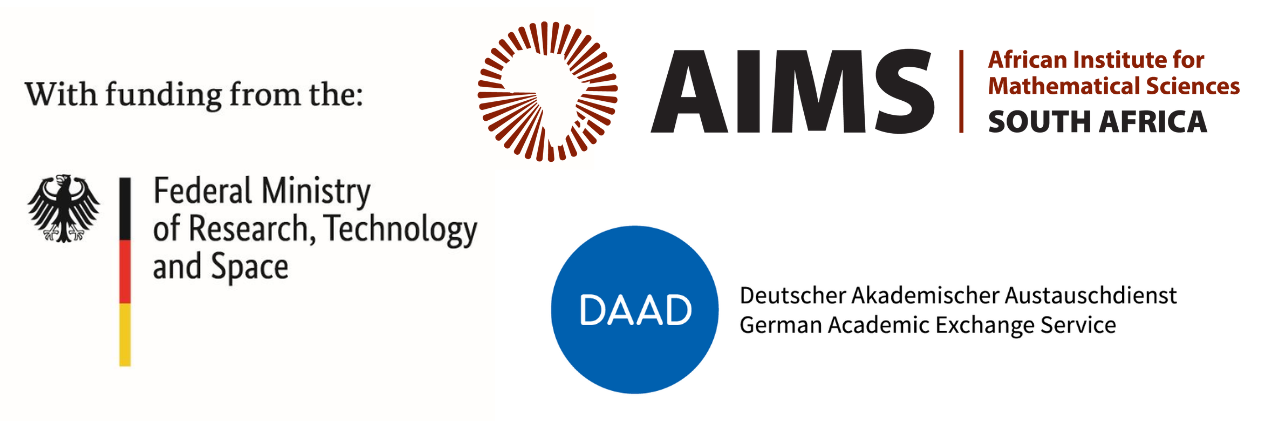 With funding from the:
Federal Ministry
of Research, Technology
and Space
AIMS
African Institute for
Mathematical Sciences
SOUTH AFRICA
DAAD
Deutscher Akademischer Austauschdienst
German Academic Exchange Service